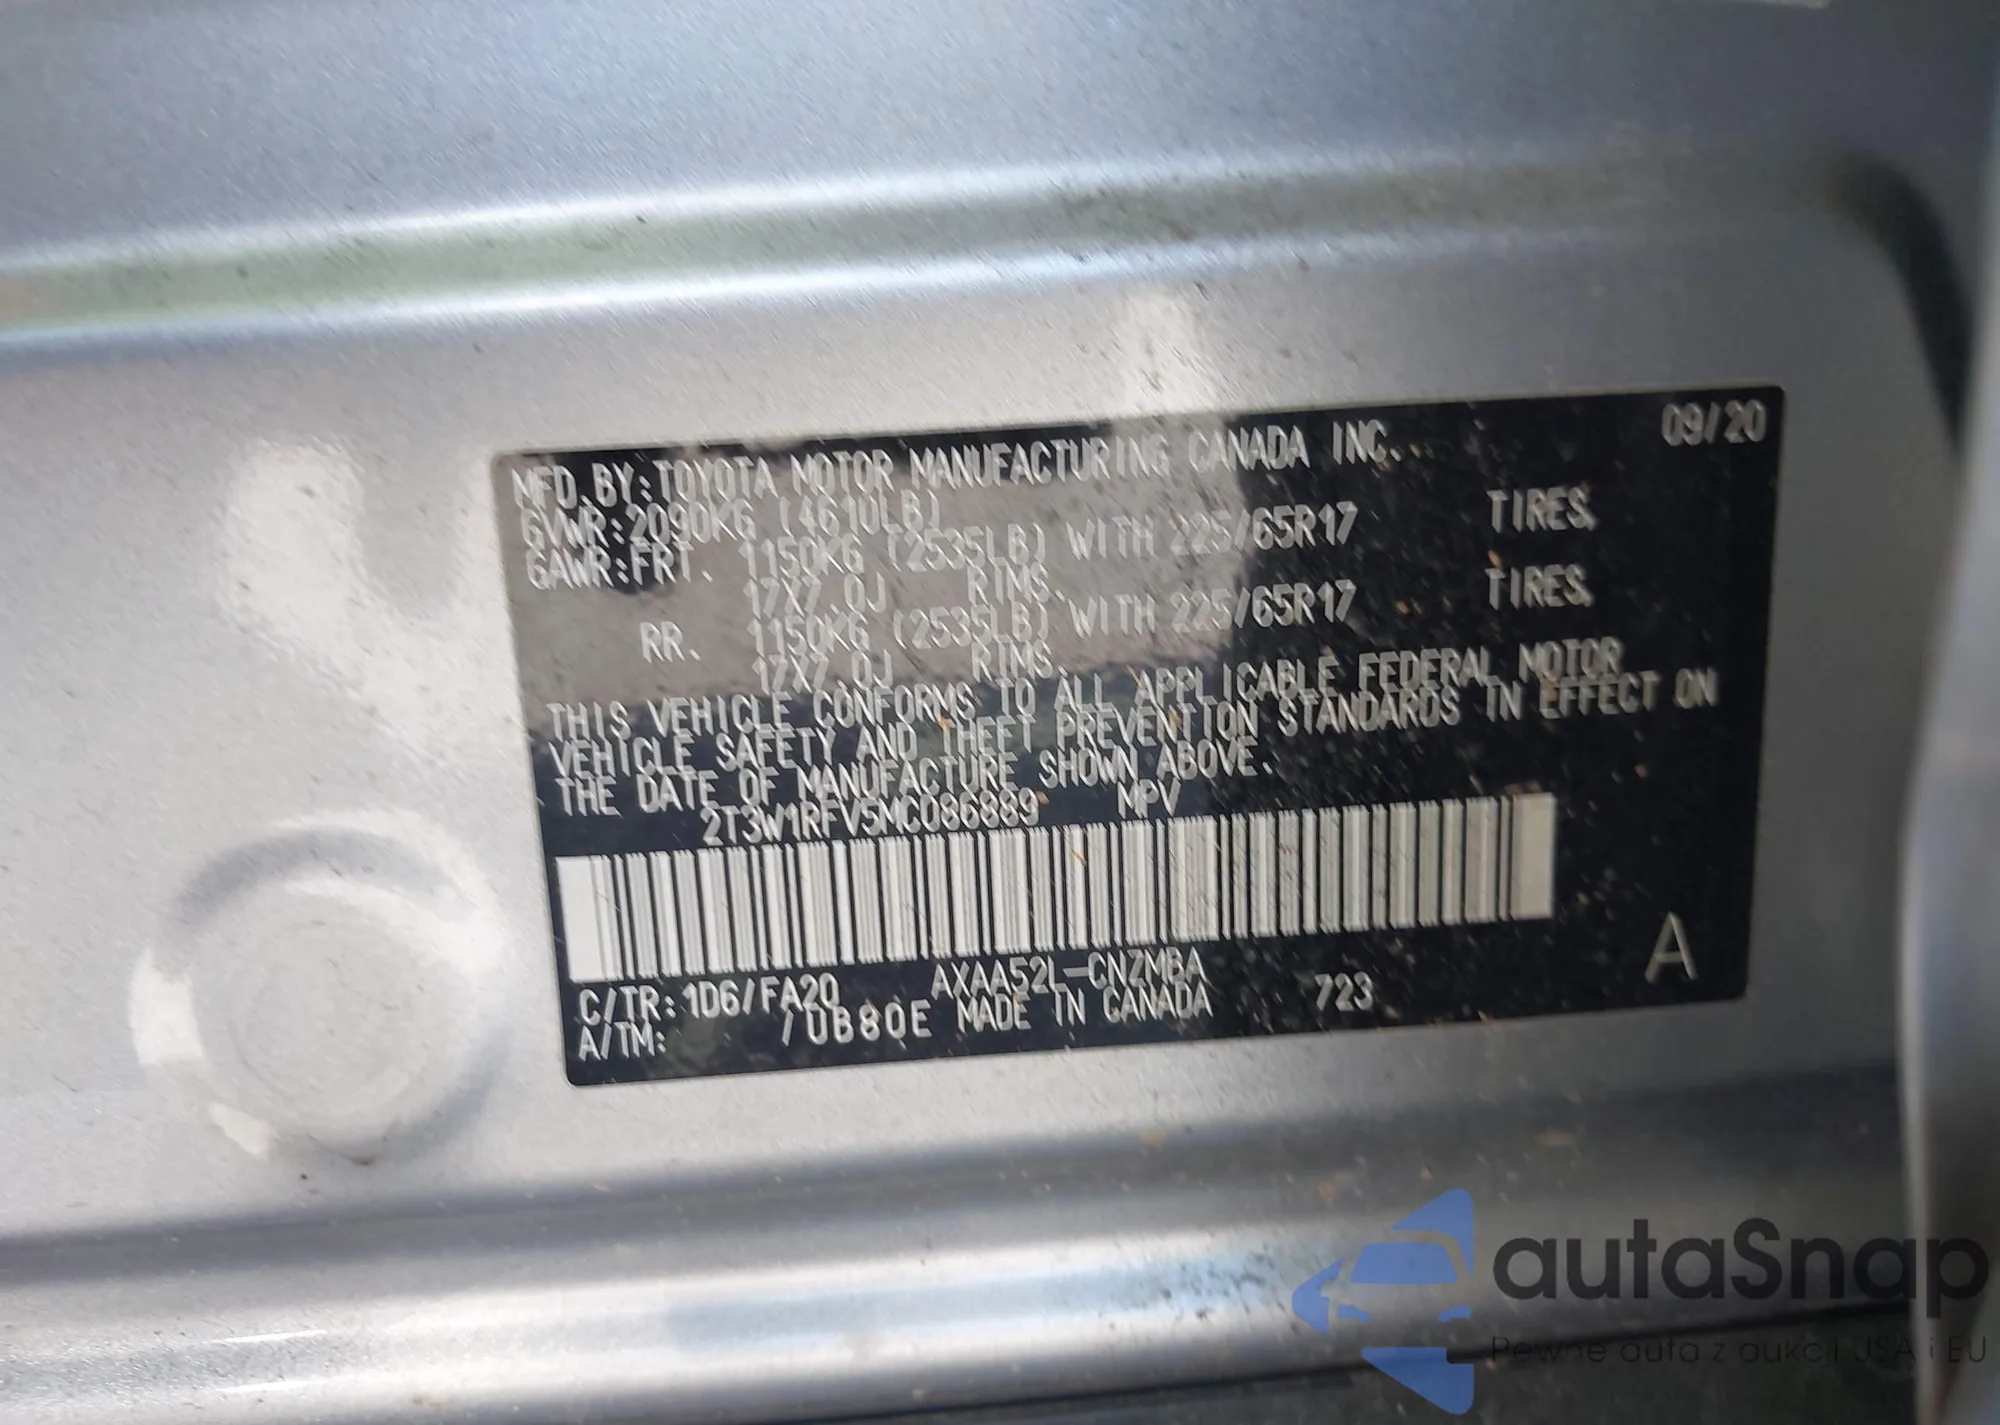 MFD. BY: TOYOTA MOTOR MANUFACTURING CANADA INC. 09/20
GVWR: 2090KG (4610LB)
GAWR: FRT. 1150KG (2535LB) WITH 225/65R17 TIRES,
17X7.0J RIMS.
RR. 1150KG (2535LB) WITH 225/65R17 TIRES,
17X7.0J RIMS.
THIS VEHICLE CONFORMS TO ALL APPLICABLE FEDERAL MOTOR
VEHICLE SAFETY AND THEFT PREVENTION STANDARDS IN EFFECT ON
THE DATE OF MANUFACTURE SHOWN ABOVE.
2T3W1RFV5MC086889 MPV
C/TR: 1D6/FA20 AXAA52L-CNZMBA A
A/TM: /UB80E MADE IN CANADA 723
autaSnap
Pewne auta z aukcji USA i EU